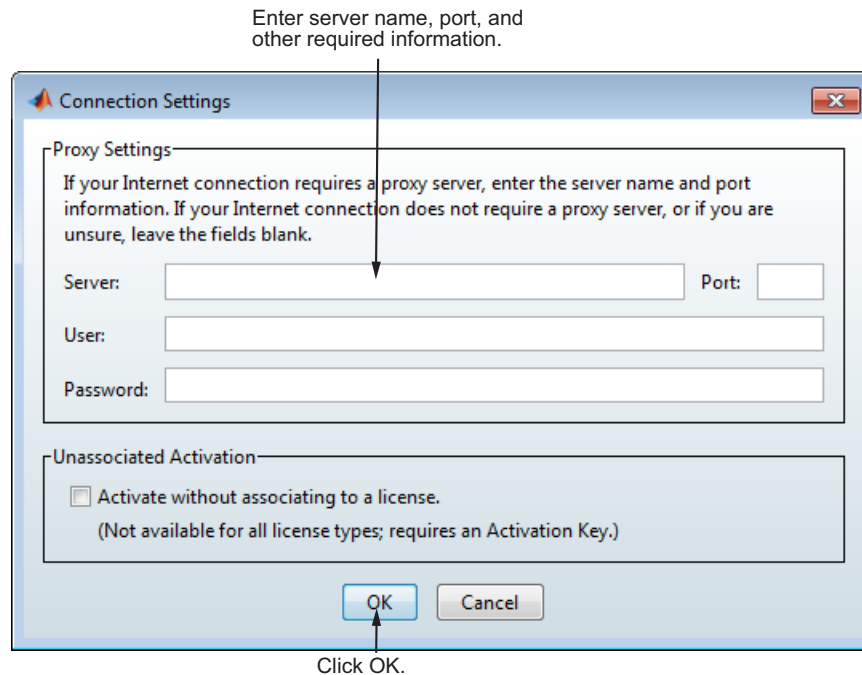 Enter server name, port, and
other required information.
Connection Settings
Proxy Settings
If your Internet connection requires a proxy server, enter the server name and port
information. If your Internet connection does not require a proxy server, or if you are
unsure, leave the fields blank.
Server: Port:
User:
Password:
Unassociated Activation
Activate without associating to a license.
(Not available for all license types; requires an Activation Key.)
OK Cancel
Click OK.